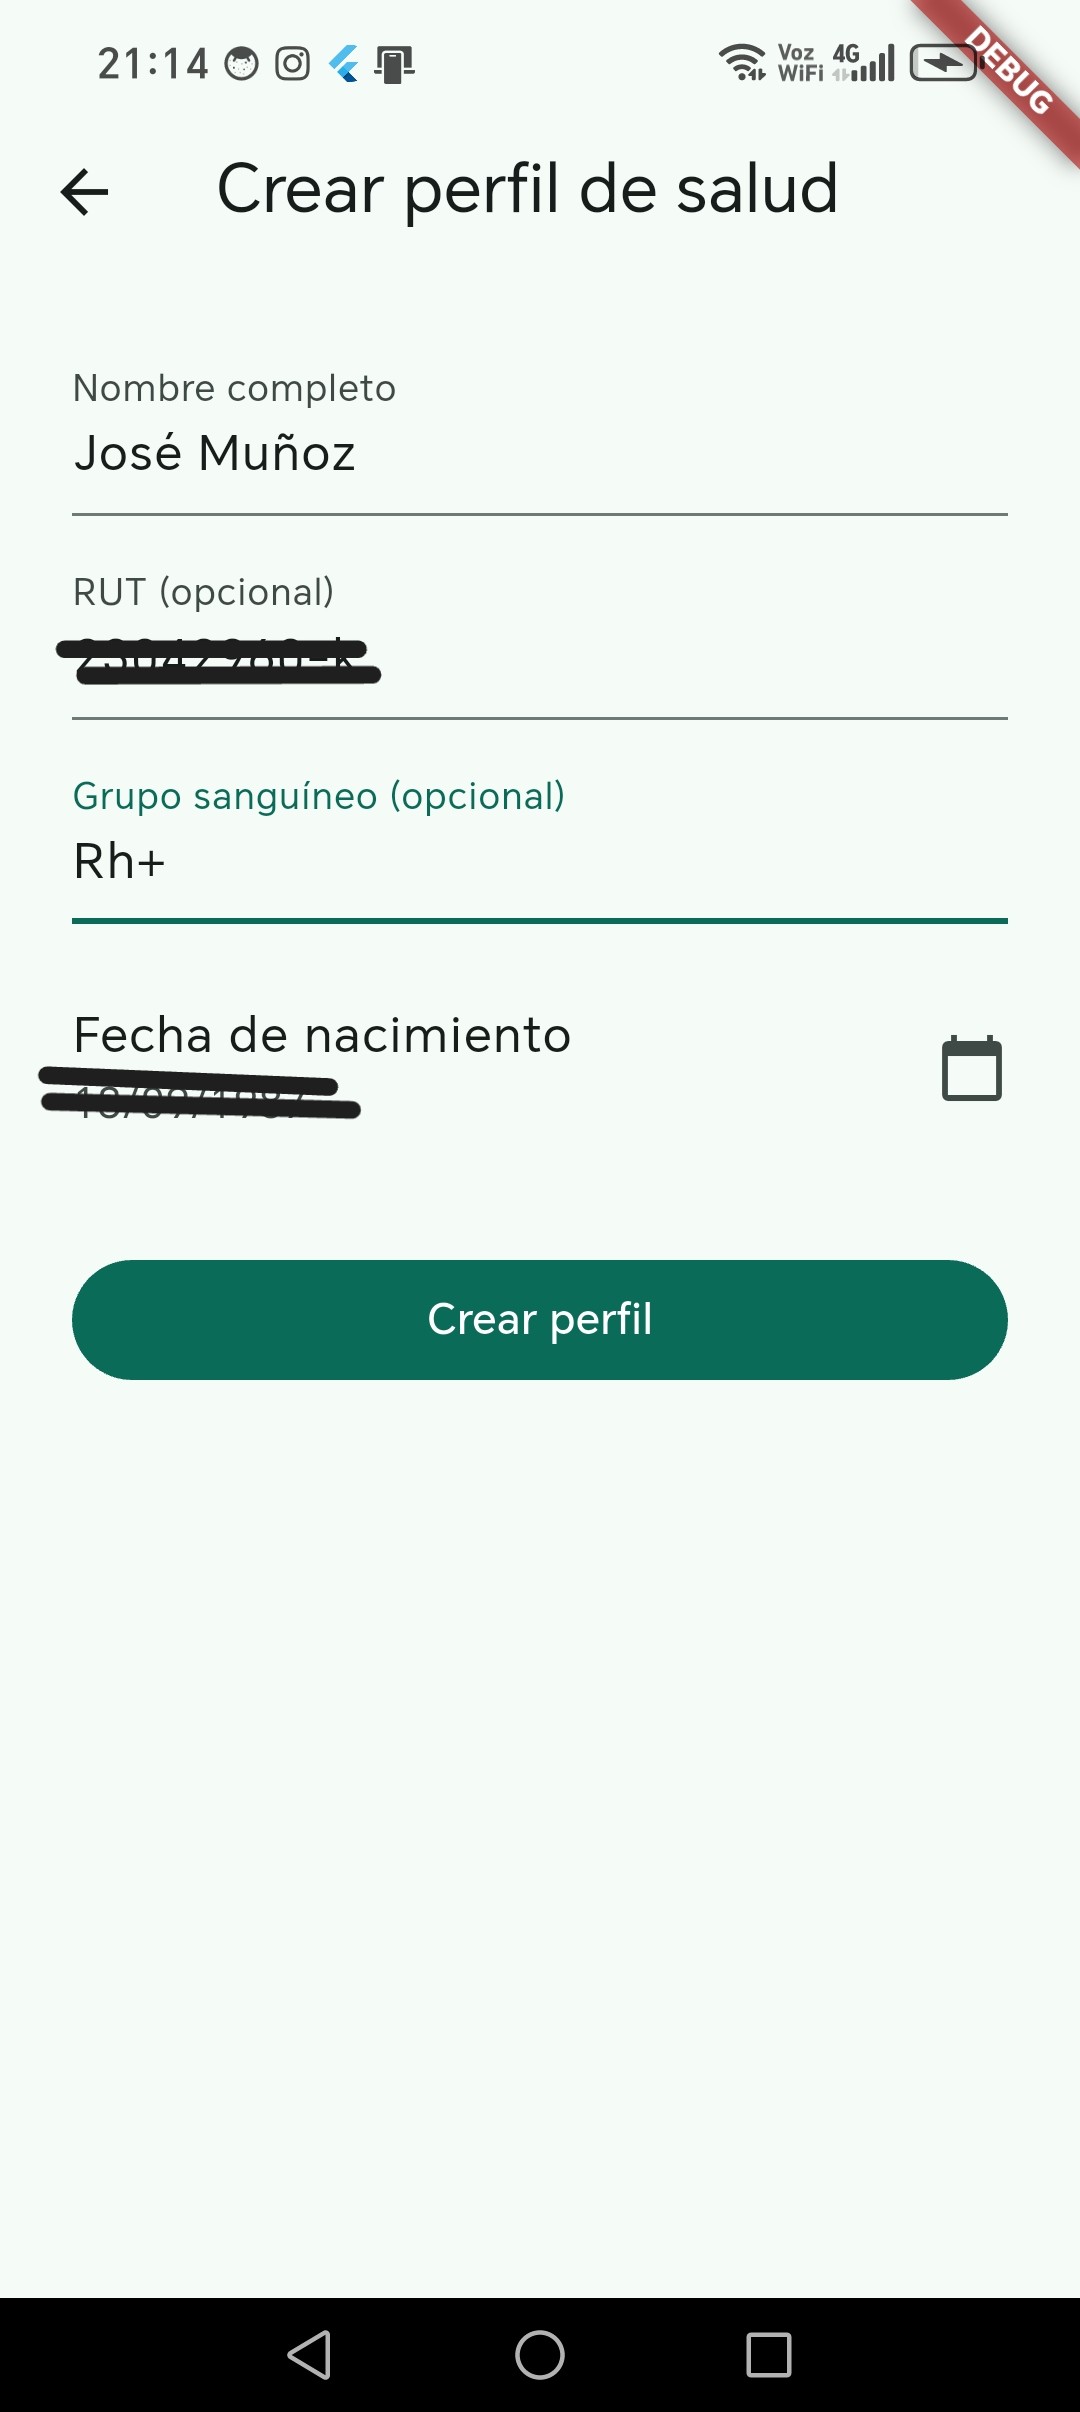 21:14
Voz
WiFi
4G
DEBUG
Crear perfil de salud
Nombre completo
José Muñoz
RUT (opcional)
Grupo sanguíneo (opcional)
Rh+
Fecha de nacimiento
Crear perfil